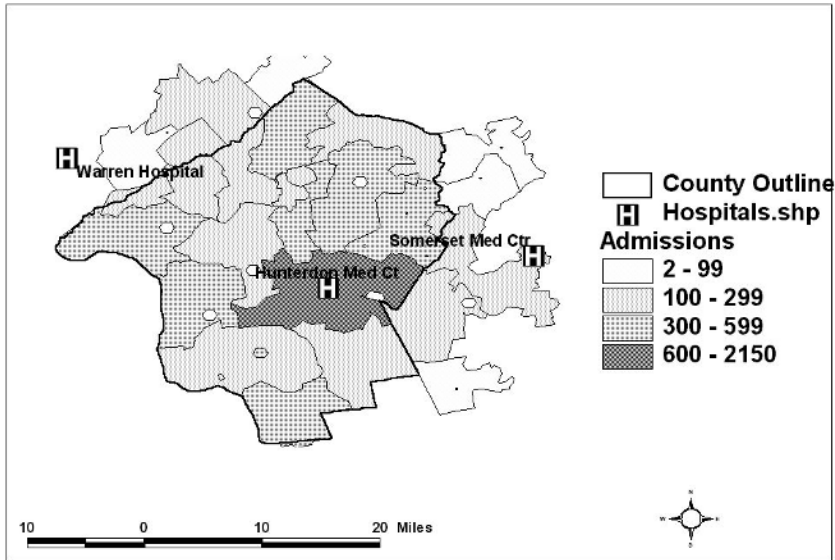 Warren Hospital
Somerset Med Ctr
Hunterdon Med Ct
County Outline
H Hospitals.shp
Admissions
2 - 99
100 - 299
300 - 599
600 - 2150
10 0 10 20 Miles
N
W E
S
H
H
H